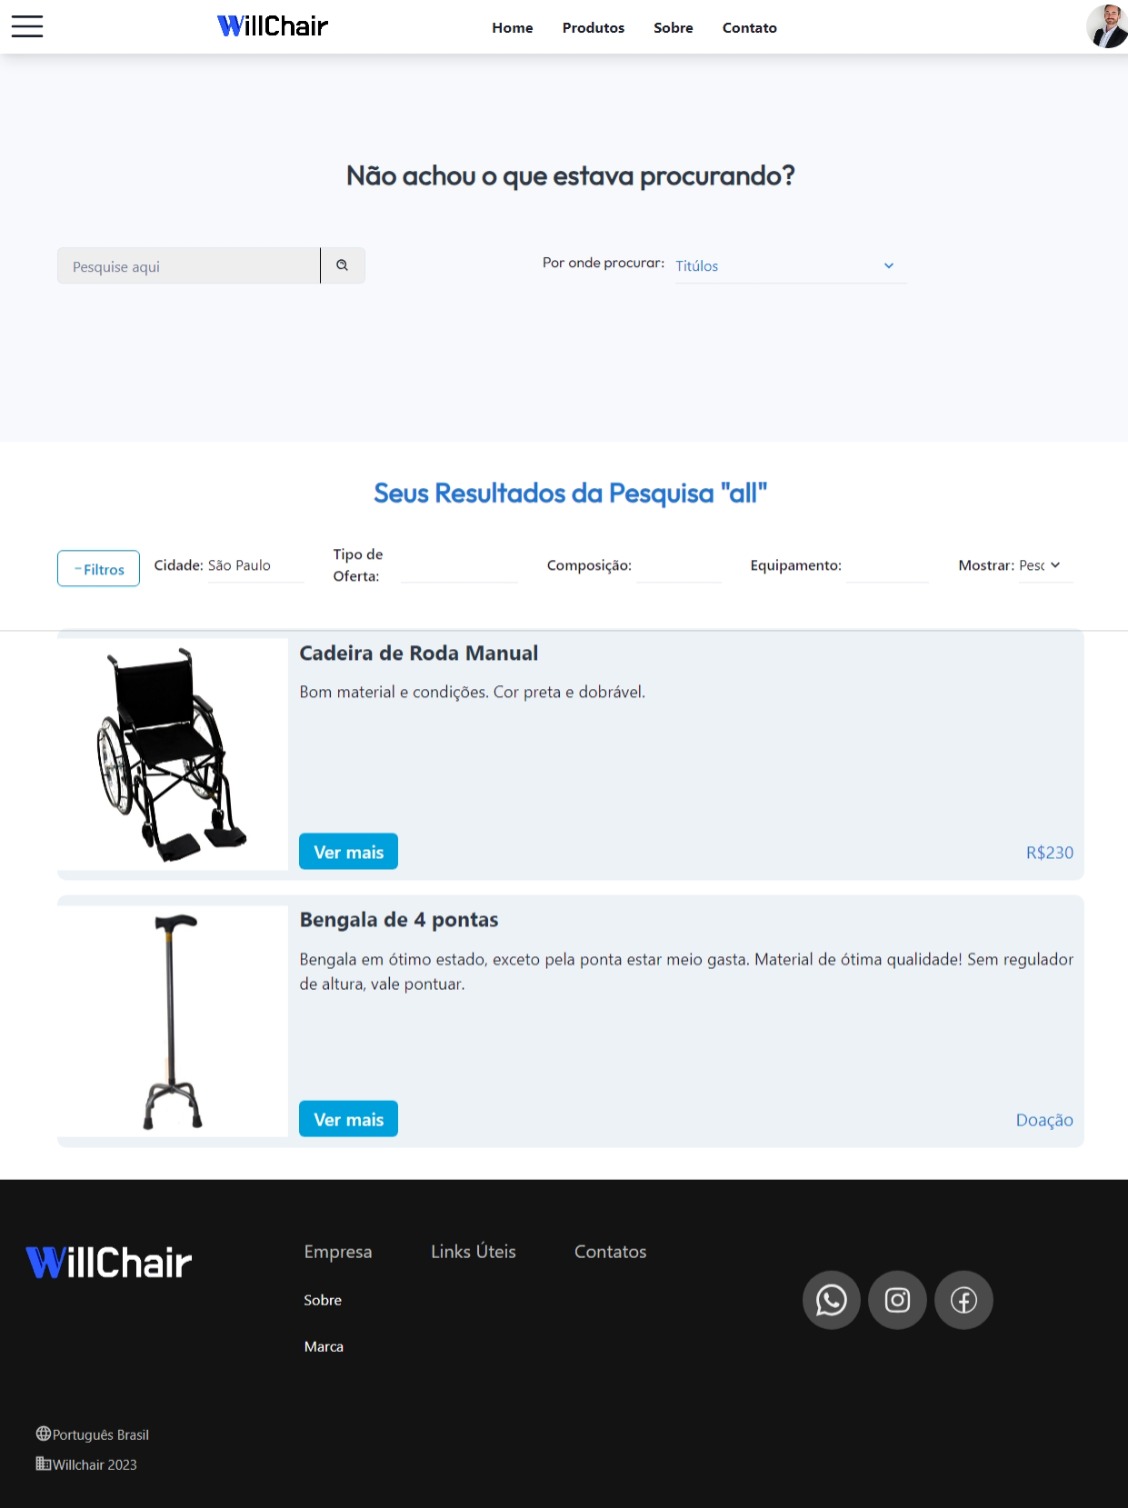 WillChair
Home Produtos Sobre Contato
Não achou o que estava procurando?
Pesquise aqui
Por onde procurar: Titúlos
Seus Resultados da Pesquisa "all"
-Filtros
Cidade: São Paulo
Tipo de
Oferta:
Composição:
Equipamento:
Mostrar: Pesq
Cadeira de Roda Manual
Bom material e condições. Cor preta e dobrável.
Ver mais
R$230
Bengala de 4 pontas
Bengala em ótimo estado, exceto pela ponta estar meio gasta. Material de ótima qualidade! Sem regulador
de altura, vale pontuar.
Ver mais
Doação
WillChair
Empresa
Sobre
Marca
Links Úteis
Contatos
Português Brasil
Willchair 2023